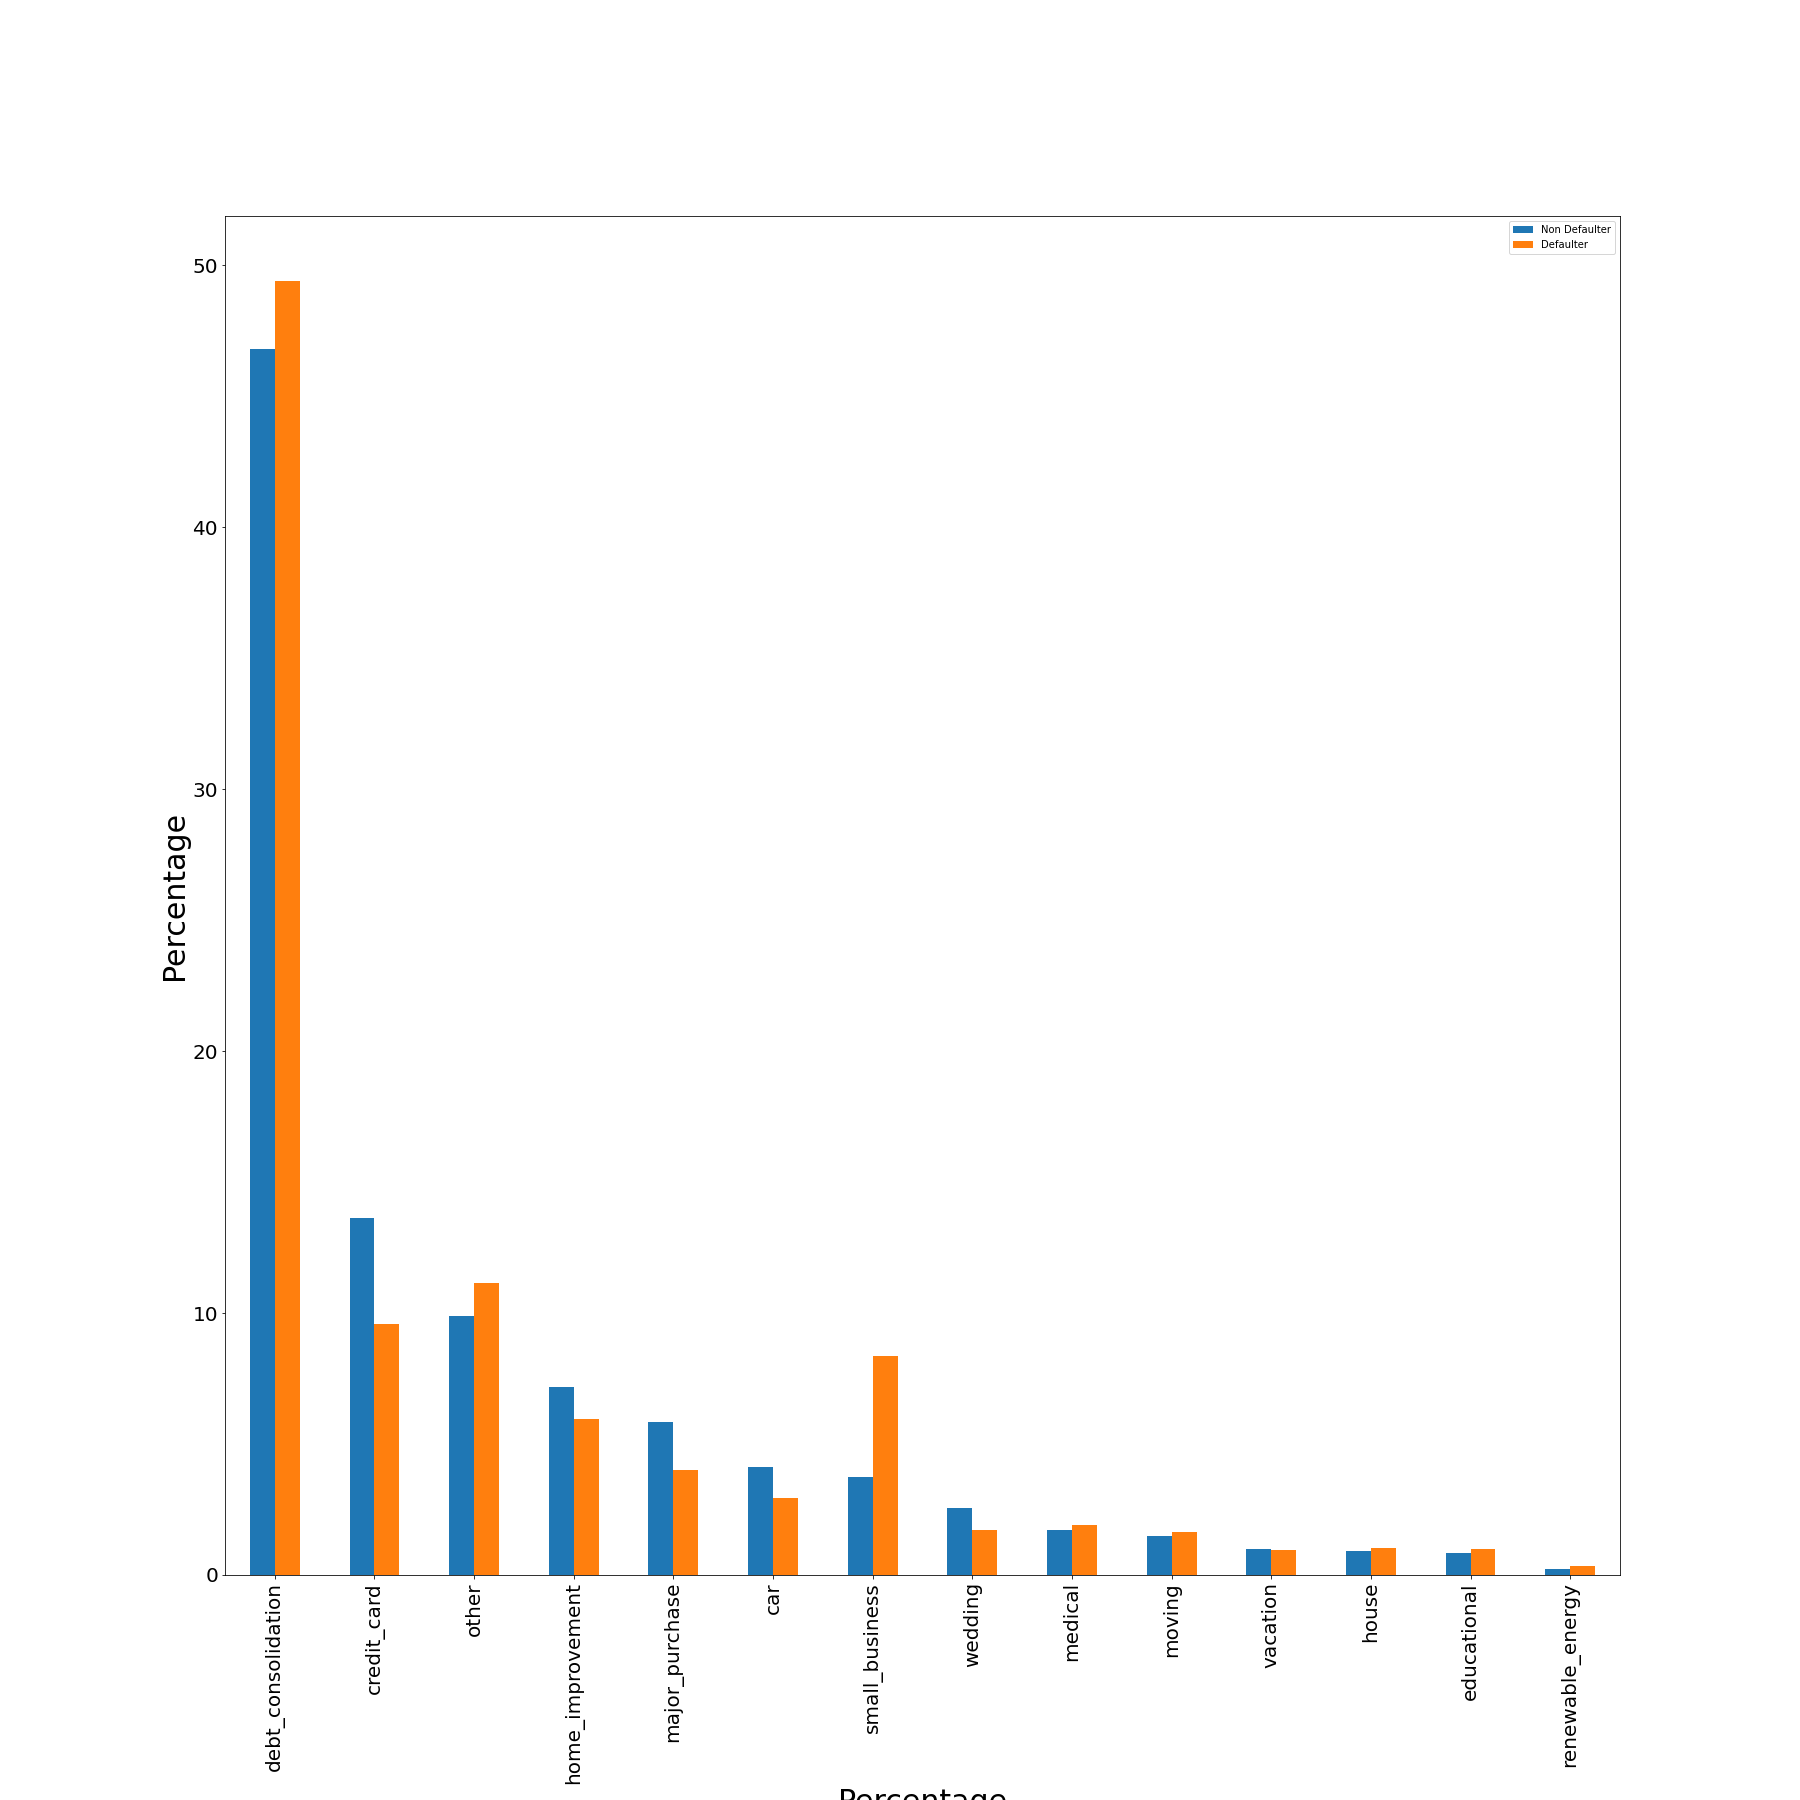 Non Defaulter
Defaulter
50
40
30
20
10
0
Percentage
debt_consolidation
credit_card
other
home_improvement
major_purchase
car
small_business
wedding
medical
moving
vacation
house
educational
renewable_energy
Percentage